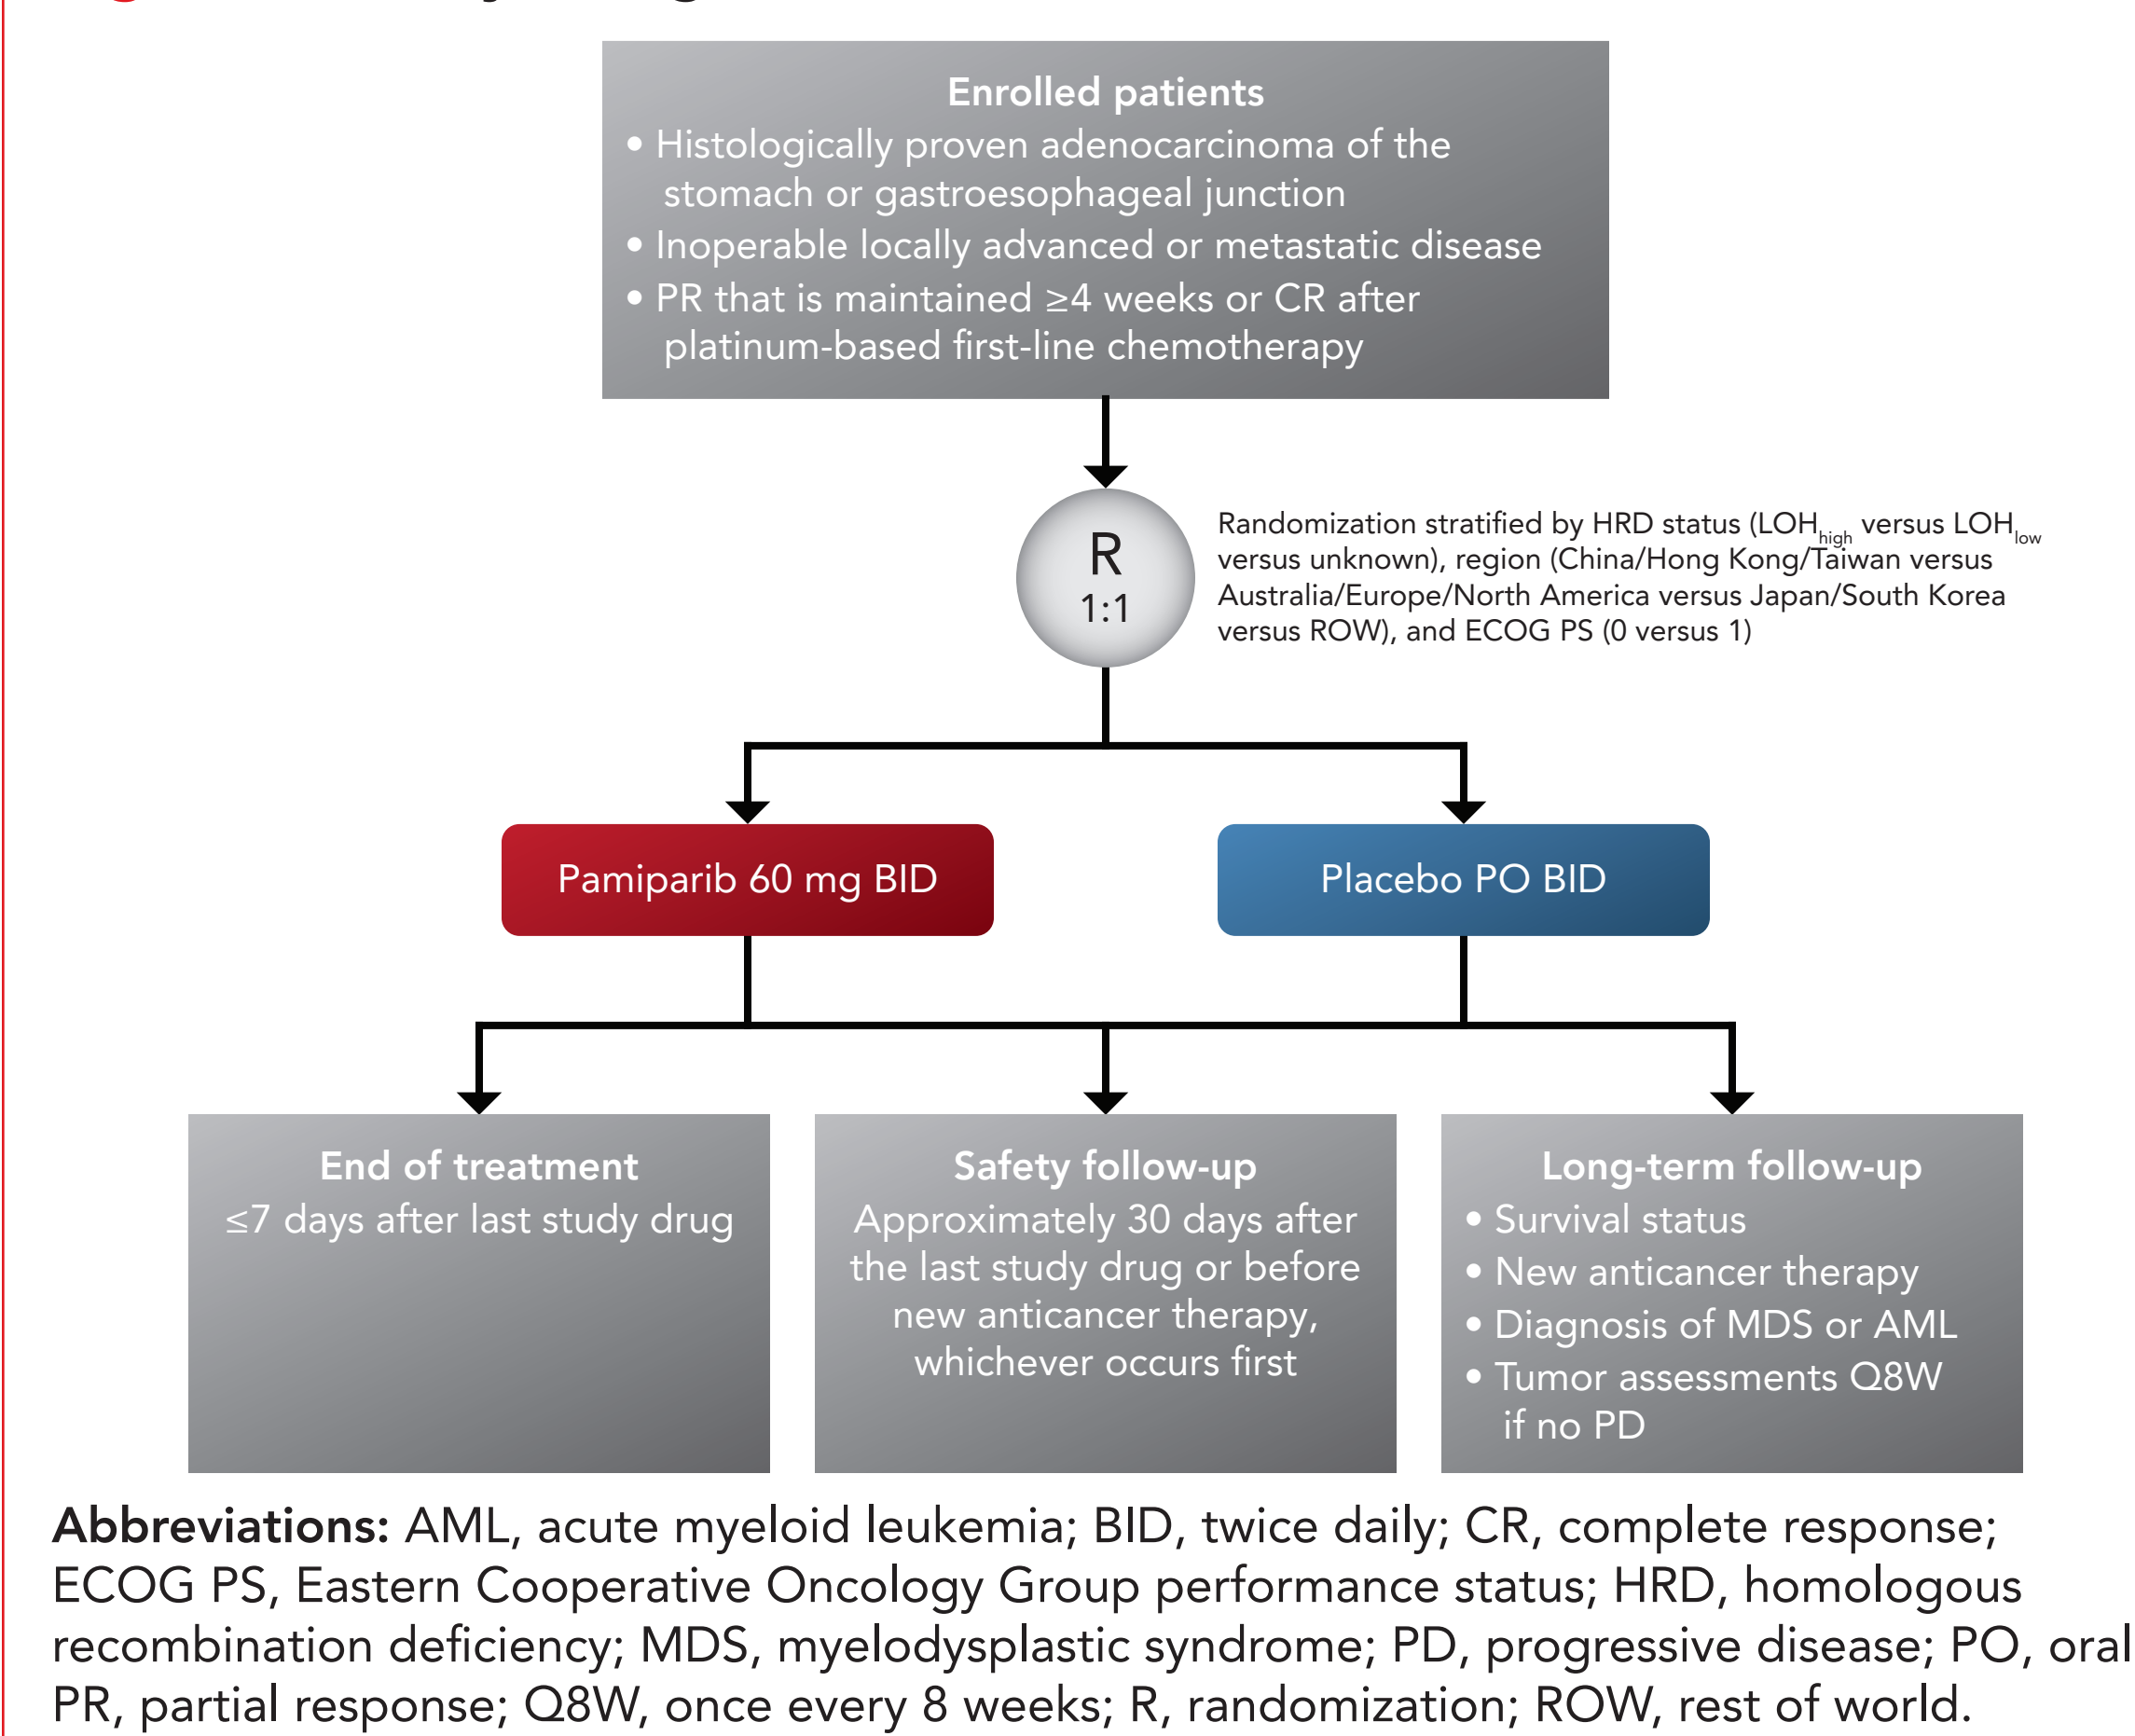 Enrolled patients
• Histologically proven adenocarcinoma of the
stomach or gastroesophageal junction
• Inoperable locally advanced or metastatic disease
• PR that is maintained ≥4 weeks or CR after
platinum-based first-line chemotherapy
R
1:1
Randomization stratified by HRD status (LOHhigh versus LOHlow
versus unknown), region (China/Hong Kong/Taiwan versus
Australia/Europe/North America versus Japan/South Korea
versus ROW), and ECOG PS (0 versus 1)
Pamiparib 60 mg BID
Placebo PO BID
End of treatment
≤7 days after last study drug
Safety follow-up
Approximately 30 days after
the last study drug or before
new anticancer therapy,
whichever occurs first
Long-term follow-up
• Survival status
• New anticancer therapy
• Diagnosis of MDS or AML
• Tumor assessments Q8W
if no PD
Abbreviations: AML, acute myeloid leukemia; BID, twice daily; CR, complete response;
ECOG PS, Eastern Cooperative Oncology Group performance status; HRD, homologous
recombination deficiency; MDS, myelodysplastic syndrome; PD, progressive disease; PO, oral
PR, partial response; Q8W, once every 8 weeks; R, randomization; ROW, rest of world.